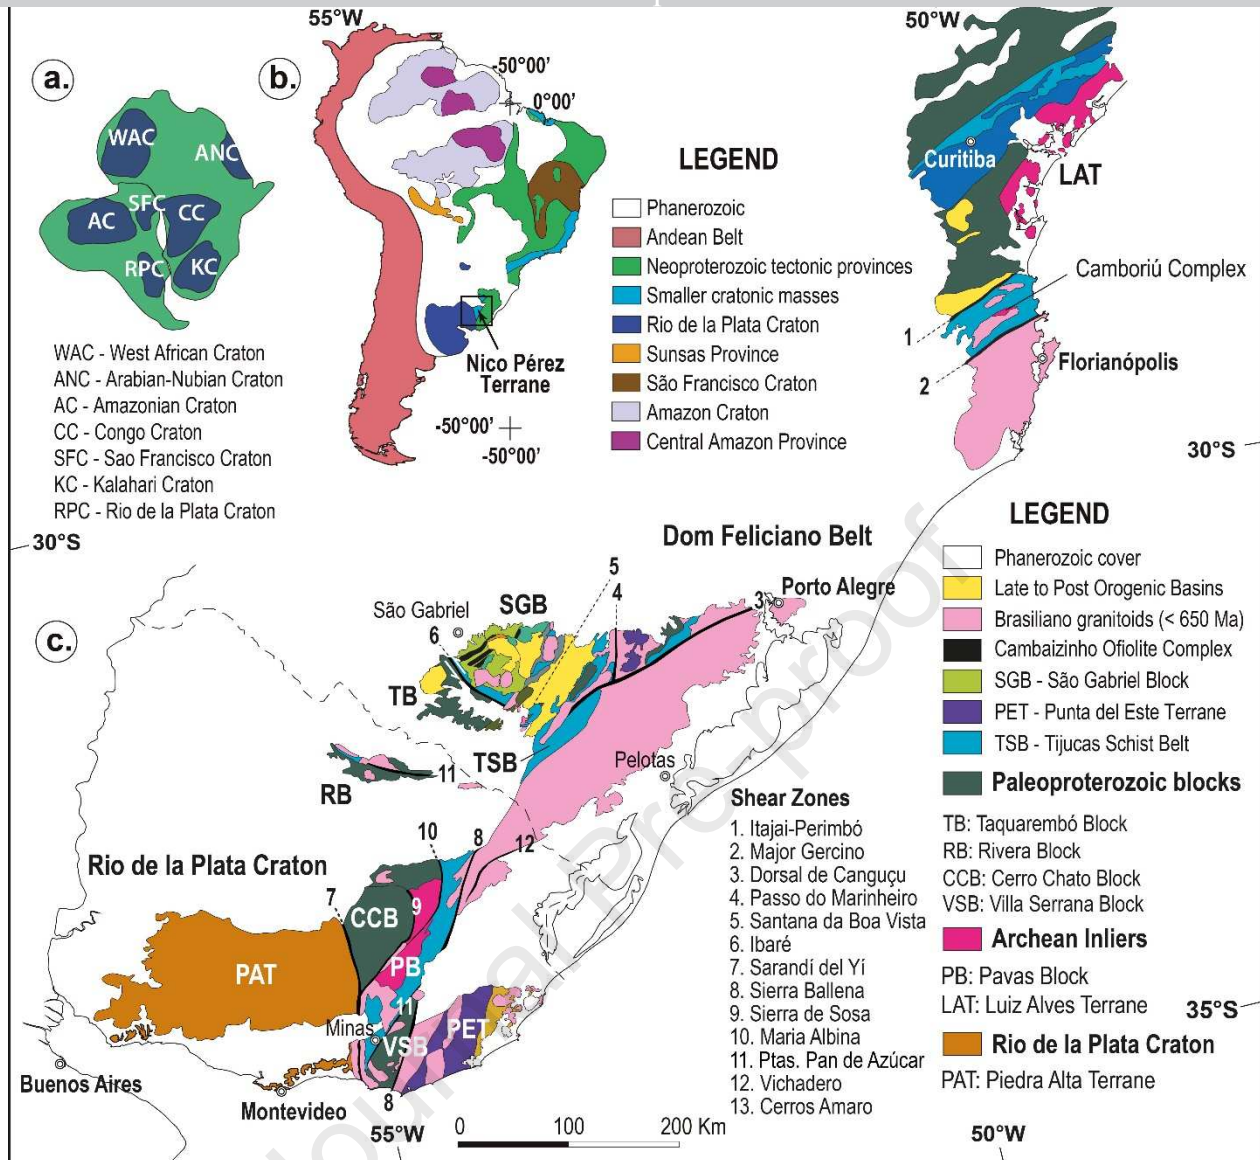 55°W
50°W
a.
b.
-50°00'
0°00'
WAC
ANC
SFC
AC
CC
RPC
KC
WAC - West African Craton
ANC - Arabian-Nubian Craton
AC - Amazonian Craton
CC - Congo Craton
SFC - Sao Francisco Craton
KC - Kalahari Craton
RPC - Rio de la Plata Craton
Nico Pérez
Terrane
-50°00'
-50°00'
LEGEND
Phanerozoic
Andean Belt
Neoproterozoic tectonic provinces
Smaller cratonic masses
Rio de la Plata Craton
Sunsas Province
São Francisco Craton
Amazon Craton
Central Amazon Province
Curitiba
LAT
Camboriú Complex
1
2
Florianópolis
30°S
30°S
Dom Feliciano Belt
c.
São Gabriel
SGB
5
4
3
Porto Alegre
6
TB
TSB
Pelotas
RB
11
10
8
12
Rio de la Plata Craton
7
CCB
9
PAT
PB
11
Minas
VSB
PET
8
Buenos Aires
Montevideo
55°W
0
100
200 Km
50°W
Shear Zones
1. Itajai-Perimbó
2. Major Gercino
3. Dorsal de Canguçu
4. Passo do Marinheiro
5. Santana da Boa Vista
6. Ibaré
7. Sarandí del Yí
8. Sierra Ballena
9. Sierra de Sosa
10. Maria Albina
11. Ptas. Pan de Azúcar
12. Vichadero
13. Cerros Amaro
LEGEND
Phanerozoic cover
Late to Post Orogenic Basins
Brasiliano granitoids (< 650 Ma)
Cambaizinho Ofiolite Complex
SGB - São Gabriel Block
PET - Punta del Este Terrane
TSB - Tijucas Schist Belt
Paleoproterozoic blocks
TB: Taquarembó Block
RB: Rivera Block
CCB: Cerro Chato Block
VSB: Villa Serrana Block
Archean Inliers
PB: Pavas Block
LAT: Luiz Alves Terrane
35°S
Rio de la Plata Craton
PAT: Piedra Alta Terrane
Journal Pre-proof